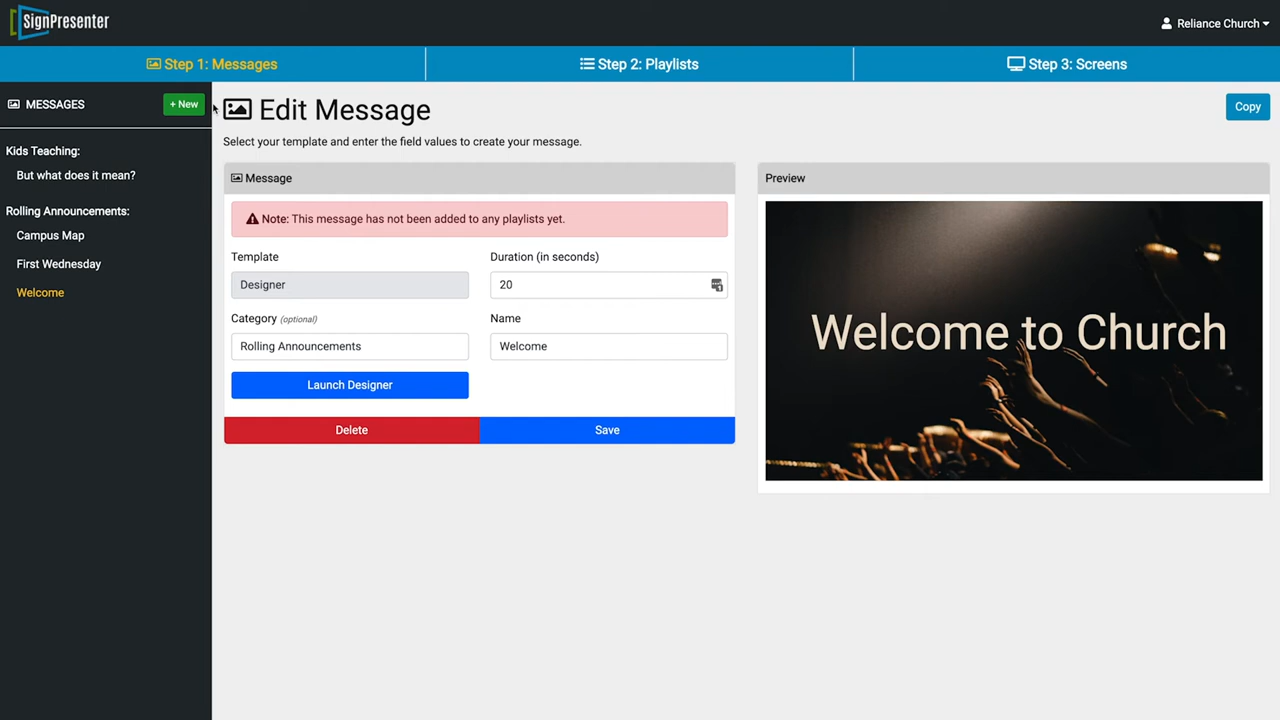 SignPresenter
Reliance Church
Step 1: Messages
Step 2: Playlists
Step 3: Screens
MESSAGES
+ New
Kids Teaching:
But what does it mean?
Rolling Announcements:
Campus Map
First Wednesday
Welcome
Edit Message
Copy
Select your template and enter the field values to create your message.
Message
Note: This message has not been added to any playlists yet.
Template
Duration (in seconds)
Designer
20
Category (optional)
Name
Rolling Announcements
Welcome
Launch Designer
Delete
Save
Preview
Welcome to Church